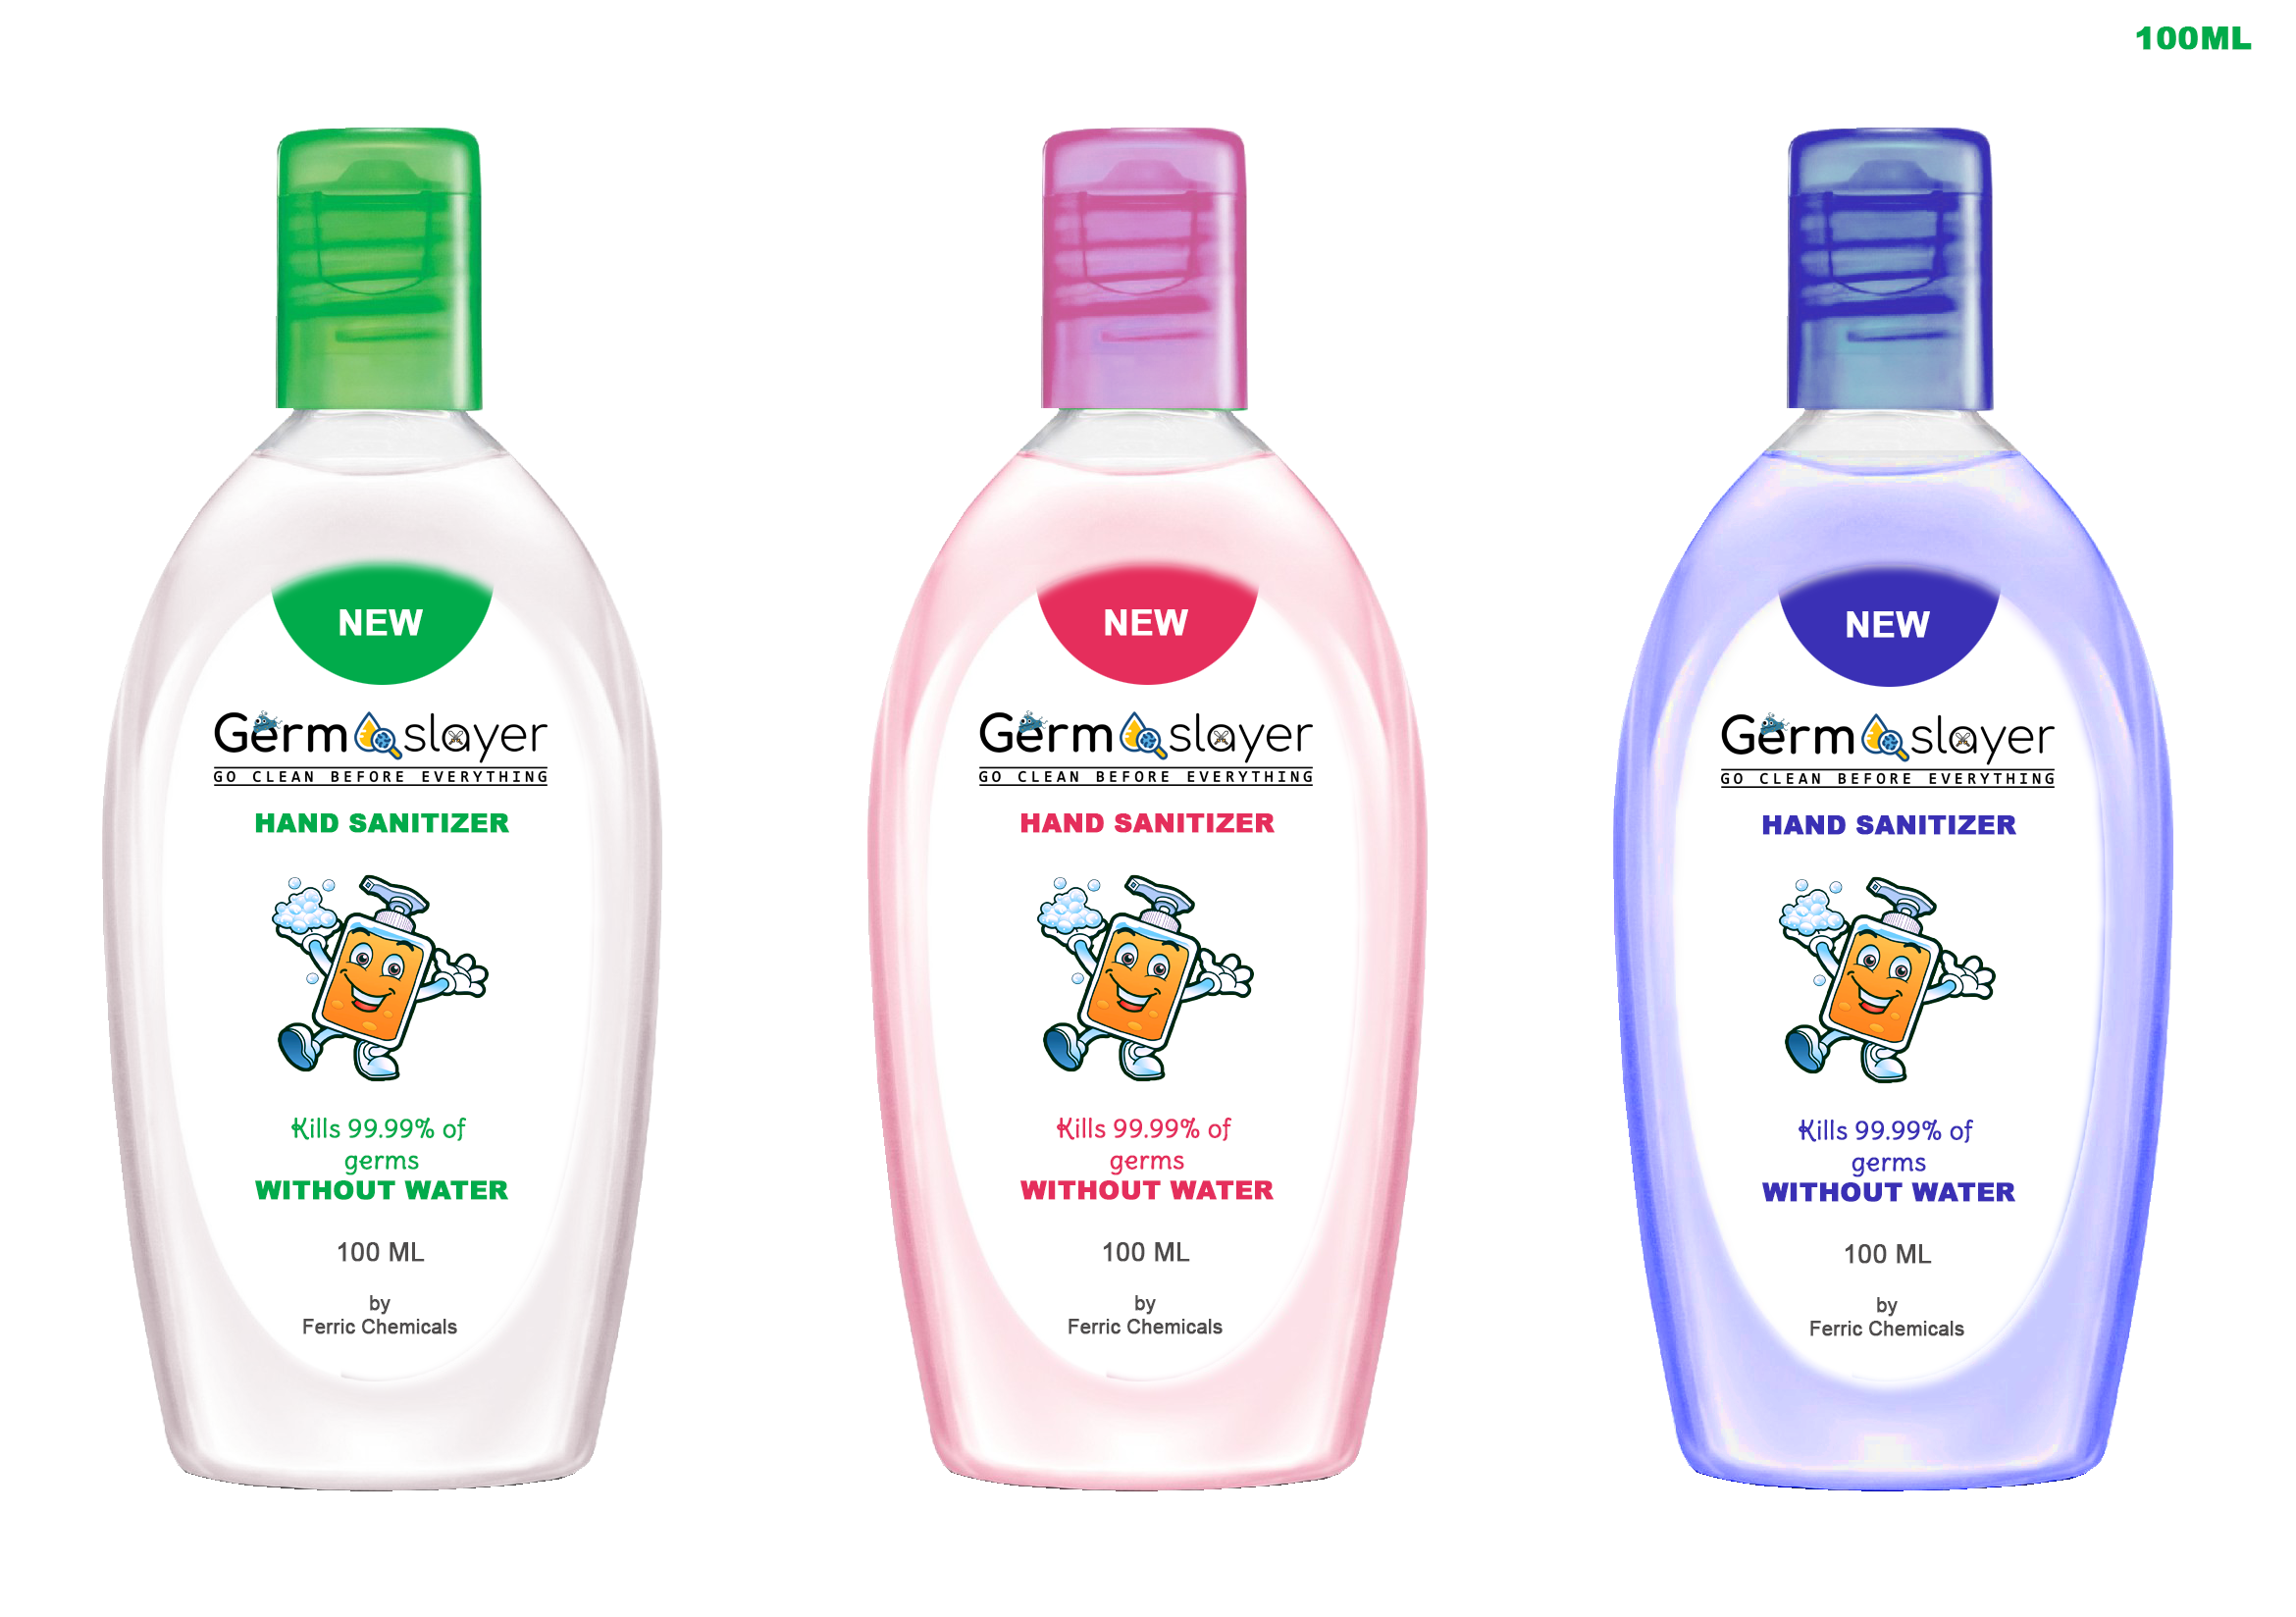 100ML
NEW
Germ slayer
GO CLEAN BEFORE EVERYTHING
HAND SANITIZER
Kills 99.99% of
germs
WITHOUT WATER
100 ML
by
Ferric Chemicals
NEW
Germ slayer
GO CLEAN BEFORE EVERYTHING
HAND SANITIZER
Kills 99.99% of
germs
WITHOUT WATER
100 ML
by
Ferric Chemicals
NEW
Germ slayer
GO CLEAN BEFORE EVERYTHING
HAND SANITIZER
Kills 99.99% of
germs
WITHOUT WATER
100 ML
by
Ferric Chemicals